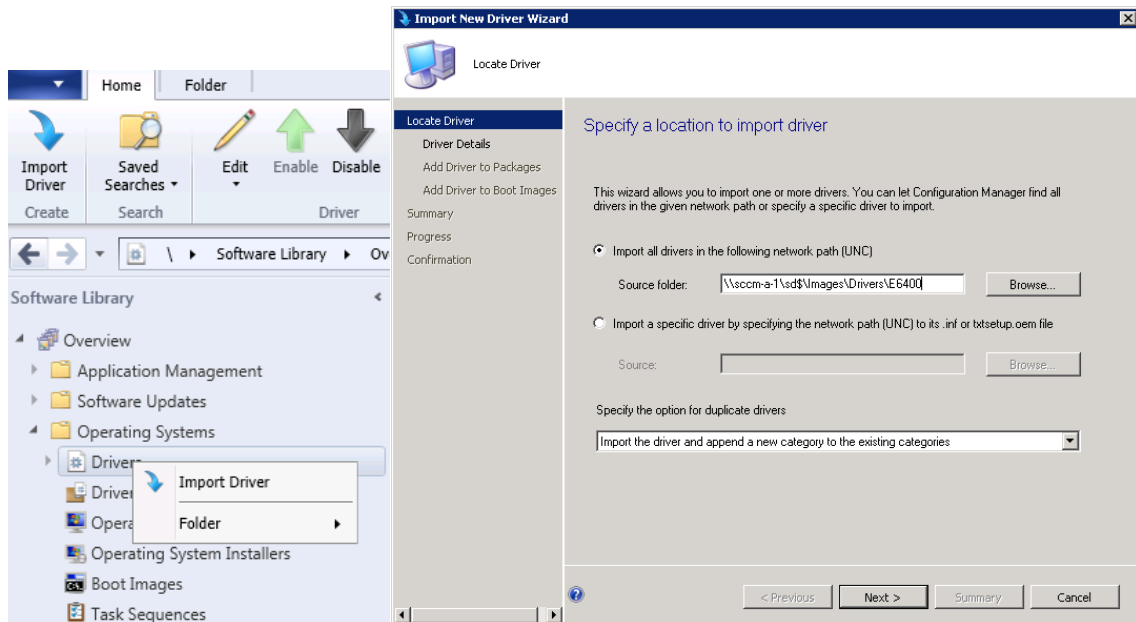 Home
Folder
Import Driver
Saved Searches
Edit
Enable
Disable
Create
Search
Driver
\ Software Library Ov
Software Library
Overview
Application Management
Software Updates
Operating Systems
Drivers
Import Driver
Driver
Folder
Opera
Operating System Installers
Boot Images
Task Sequences
Import New Driver Wizard
Locate Driver
Locate Driver
Driver Details
Add Driver to Packages
Add Driver to Boot Images
Summary
Progress
Confirmation
Specify a location to import driver
This wizard allows you to import one or more drivers. You can let Configuration Manager find all
drivers in the given network path or specify a specific driver to import.
Import all drivers in the following network path (UNC)
Source folder: \\sccm-a-1\sd$\Images\Drivers\E6400 Browse...
Import a specific driver by specifying the network path (UNC) to its .inf or txtsetup.oem file
Source: Browse...
Specify the option for duplicate drivers
Import the driver and append a new category to the existing categories
< Previous Next > Summary Cancel